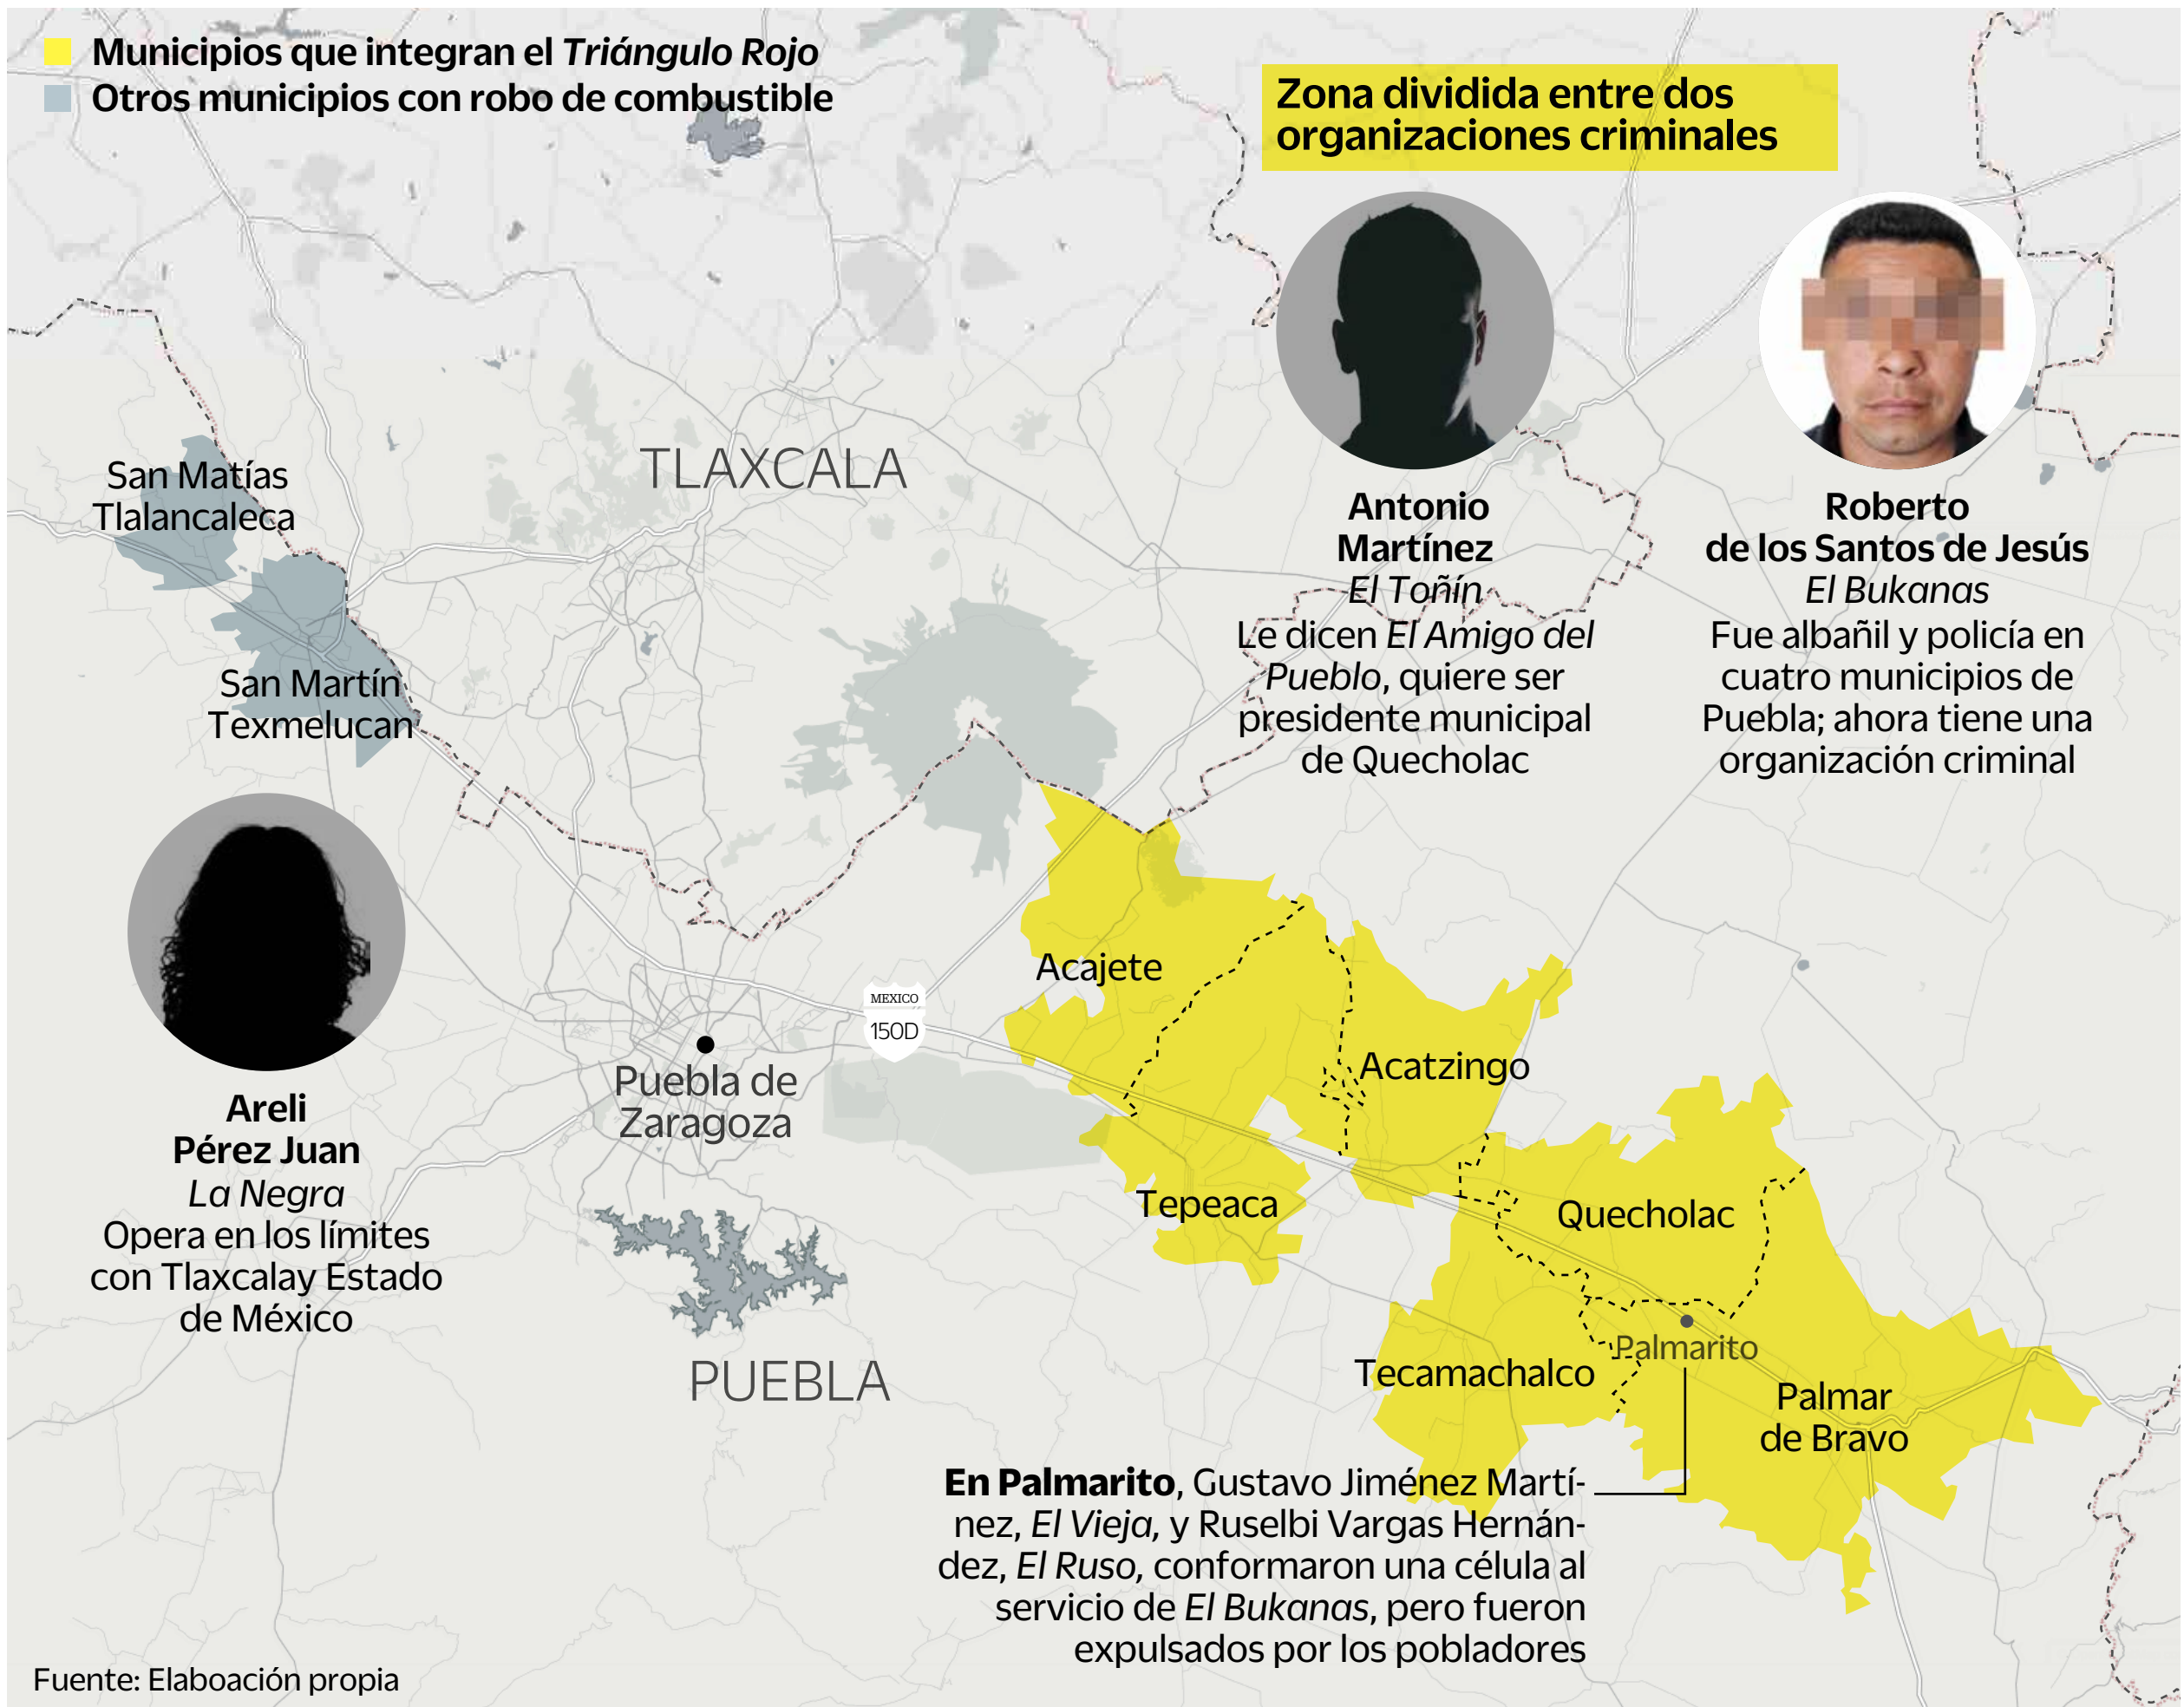 Municipios que integran el Triángulo Rojo
Otros municipios con robo de combustible
Zona dividida entre dos
organizaciones criminales
Antonio
Martínez
El Toñín
Le dicen El Amigo del
Pueblo, quiere ser
presidente municipal
de Quecholac
Roberto
de los Santos de Jesús
El Bukanas
Fue albañil y policía en
cuatro municipios de
Puebla; ahora tiene una
organización criminal
TLAXCALA
San Matías
Tlalancaleca
San Martín
Texmelucan
Areli
Pérez Juan
La Negra
Opera en los límites
con Tlaxcalay Estado
de México
Acajete
MEXICO
150D
Puebla de
Zaragoza
Acatzingo
Tepeaca
Quecholac
Palmarito
Tecamachalco
Palmar
de Bravo
PUEBLA
En Palmarito, Gustavo Jiménez Martí-
nez, El Vieja, y Ruselbi Vargas Hernán-
dez, El Ruso, conformaron una célula al
servicio de El Bukanas, pero fueron
expulsados por los pobladores
Fuente: Elaboación propia